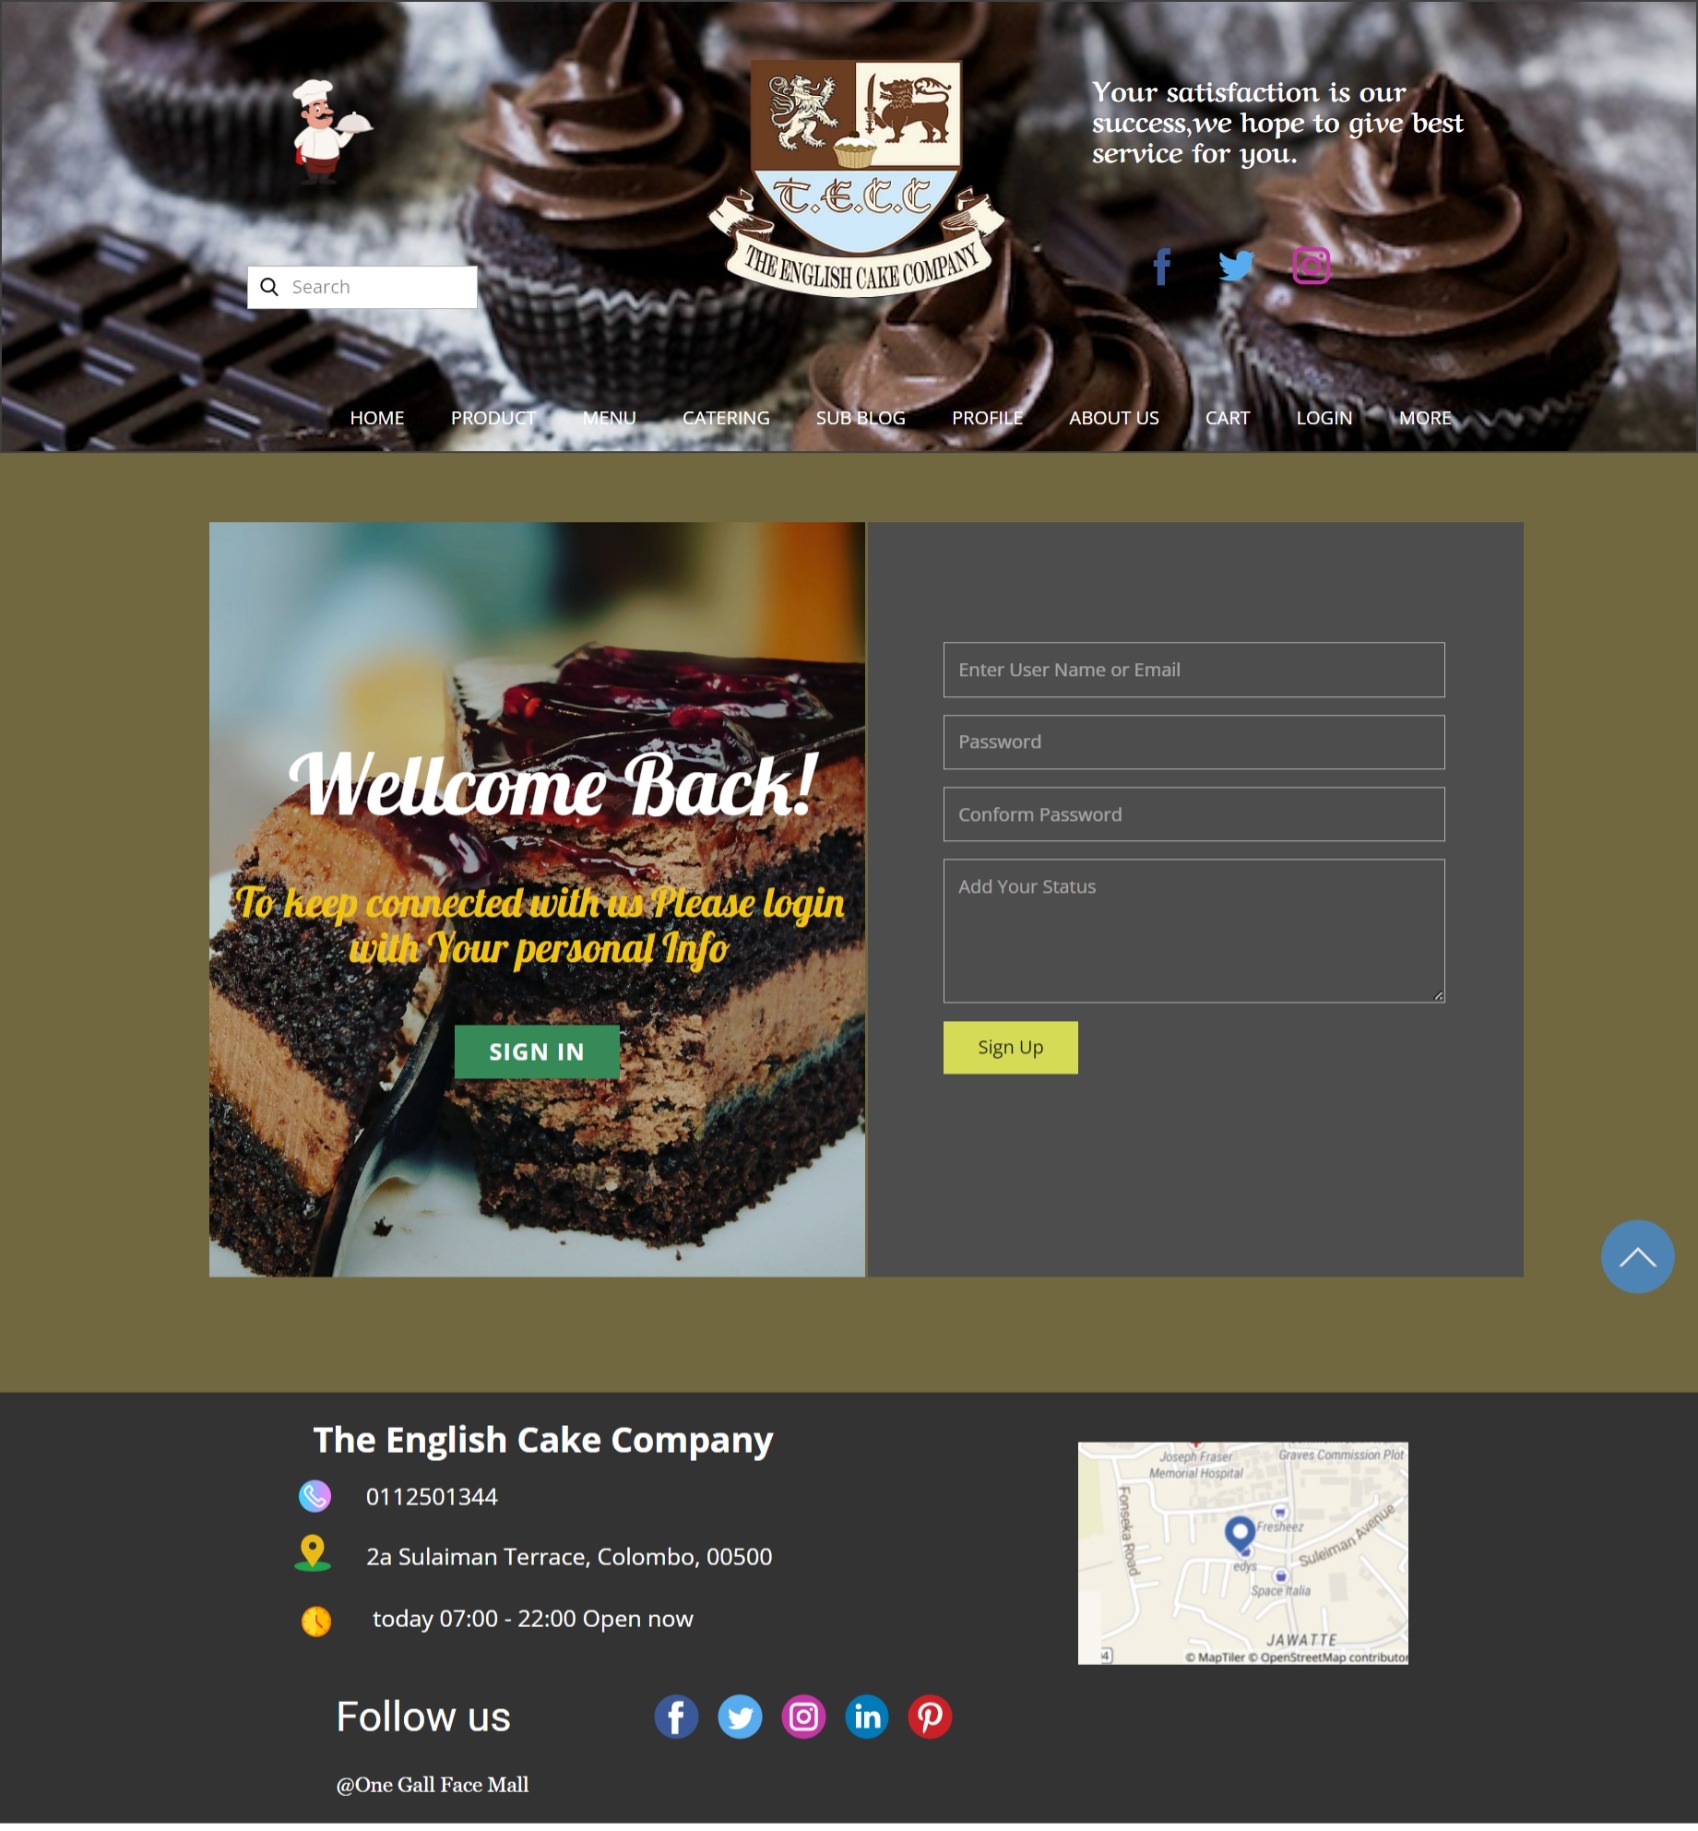 Your satisfaction is our
success,we hope to give best
service for you.
T.E.C.C
THE ENGLISH CAKE COMPANY
Search
HOME PRODUCT MENU CATERING SUB BLOG PROFILE ABOUT US CART LOGIN MORE
Wellcome Back!
To keep connected with us Please login
with Your personal Info
SIGN IN
Enter User Name or Email
Password
Conform Password
Add Your Status
Sign Up
The English Cake Company
0112501344
2a Sulaiman Terrace, Colombo, 00500
today 07:00 - 22:00 Open now
Joseph Fraser
Memorial Hospital
Graves Commission Plot
Fonseka Road
Fresheez
Suleiman Avenue
edys
Space Italia
JAWATTE
© MapTiler © OpenStreetMap contributor
Follow us
@One Gall Face Mall